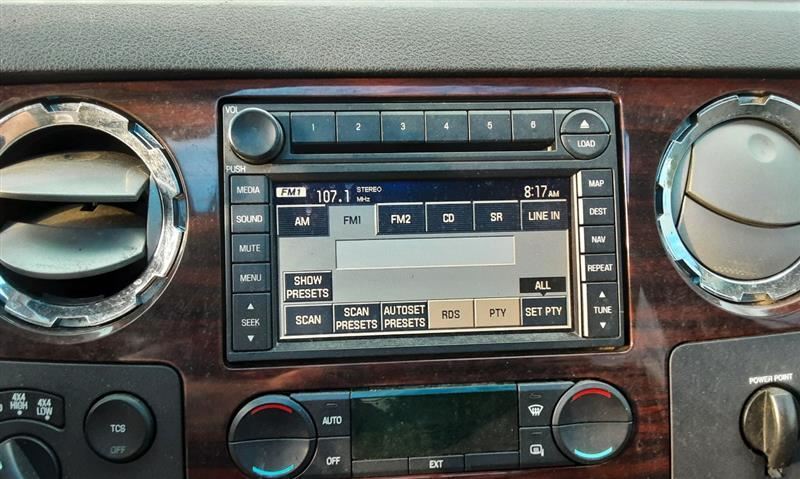 VOL
1 2 3 4 5 6
LOAD
PUSH
MEDIA FM1 107.1 MHz STEREO 8:17AM MAP
SOUND AM FM1 FM2 CD SR LINE IN DEST
MUTE NAV
MENU SHOW PRESETS ALL REPEAT
SEEK SCAN SCAN PRESETS AUTOSET PRESETS RDS PTY SET PTY TUNE
4X4 HIGH 4X4 LOW
TCS OFF
AUTO
OFF EXT
POWER POINT